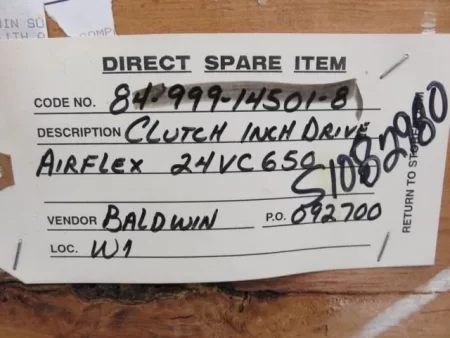 DIRECT SPARE ITEM
CODE NO. 84-999-14501-8
DESCRIPTION CLUTCH INCH DRIVE
AIRFLEX 24VC650
S1082980
VENDOR BALDWIN P.O. 092700
LOC. W1
RETURN TO